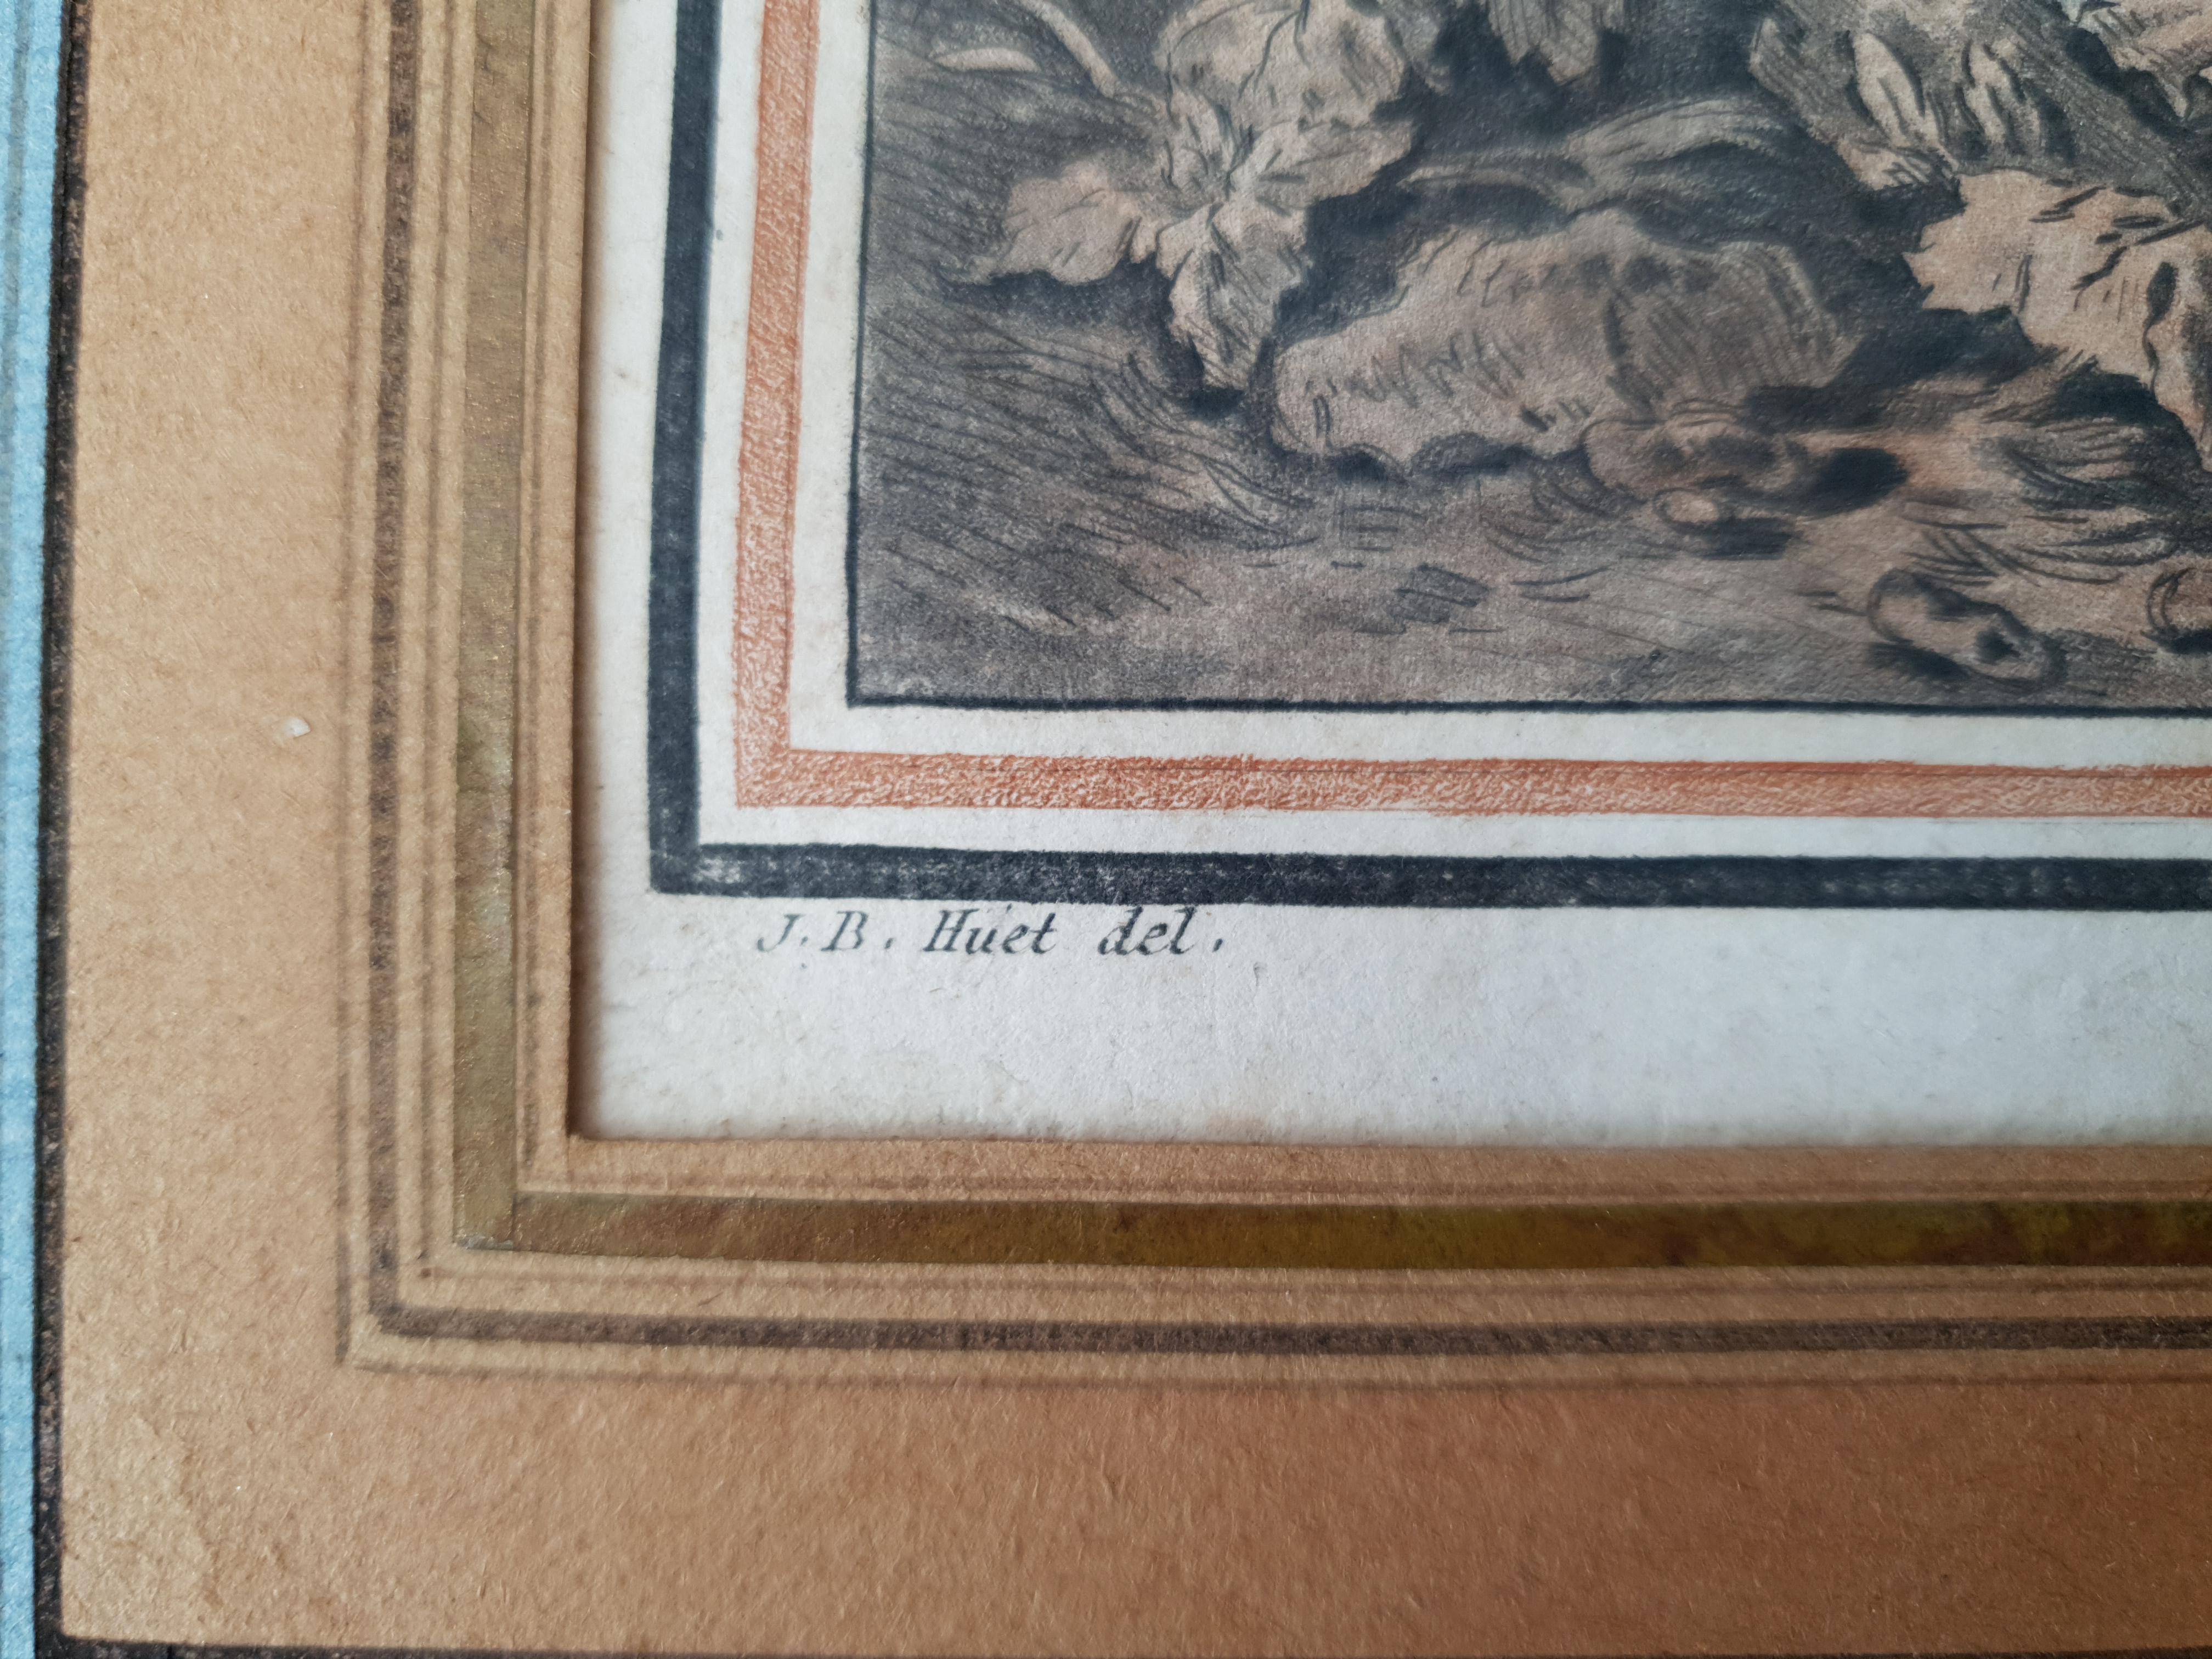 J. B. Huet del.